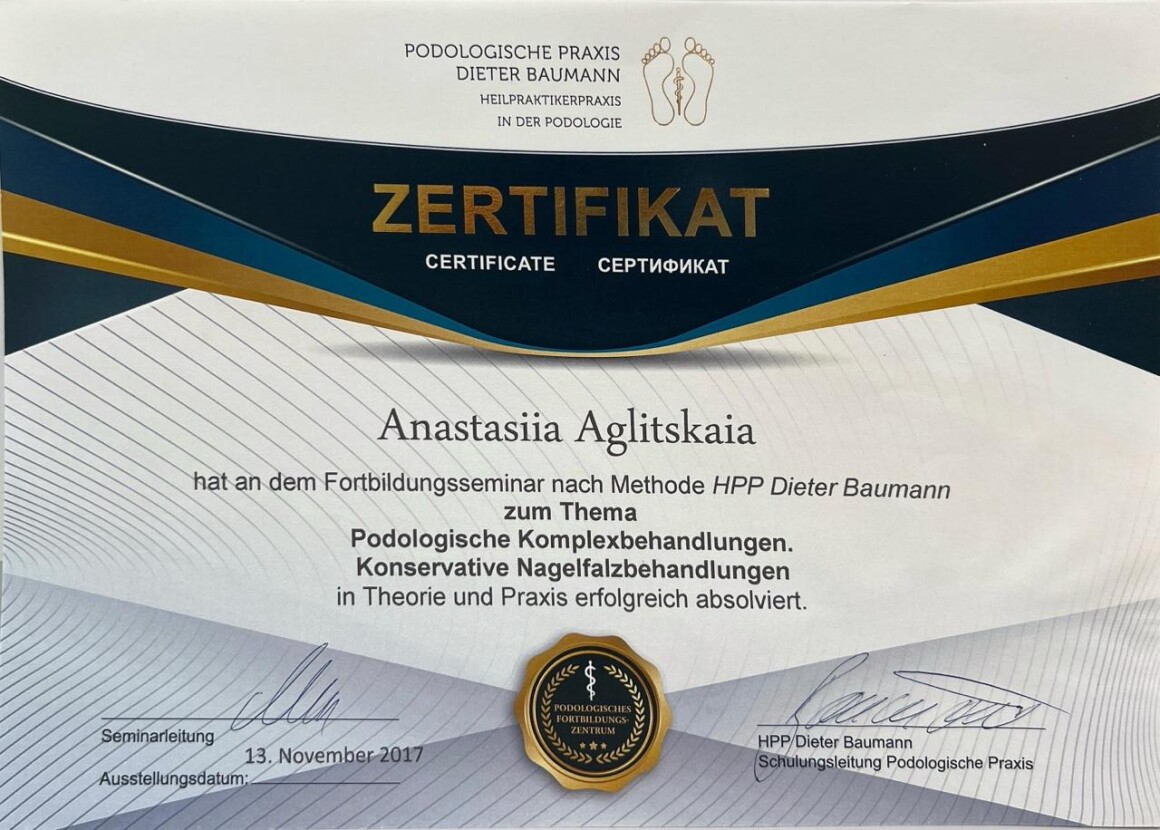 PODOLOGISCHE PRAXIS
DIETER BAUMANN
HEILPRAKTIKERPRAXIS
IN DER PODOLOGIE
ZERTIFIKAT
CERTIFICATE СЕРТИФИКАТ
Anastasiia Aglitskaia
hat an dem Fortbildungsseminar nach Methode HPP Dieter Baumann
zum Thema
Podologische Komplexbehandlungen.
Konservative Nagelfalzbehandlungen
in Theorie und Praxis erfolgreich absolviert.
PODOLOGISCHES
FORTBILDUNGS-
ZENTRUM
Seminarleitung
13. November 2017
Ausstellungsdatum:
HPP Dieter Baumann
Schulungsleitung Podologische Praxis